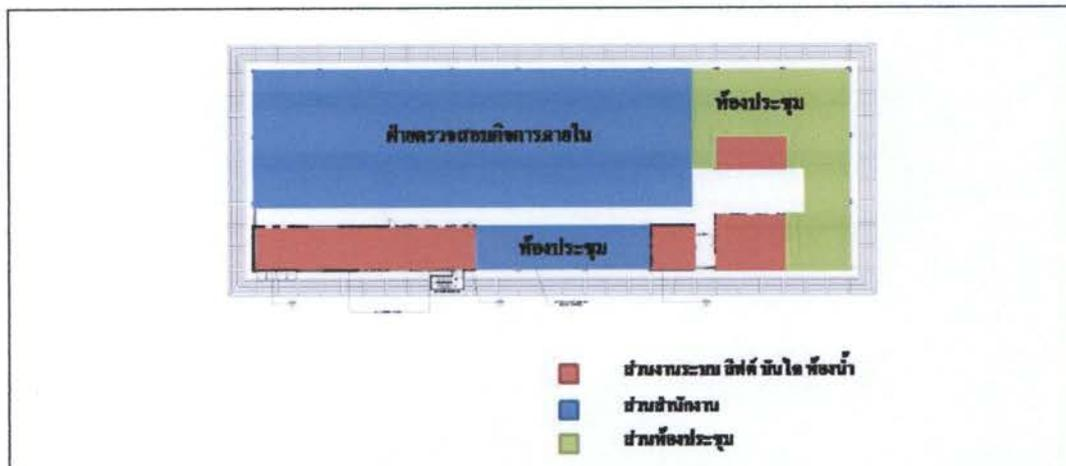 ห้องประชุม
ฝ่ายตรวจสอบกิจการภายใน
ห้องประชุม
ส่วนงานระบบ ลิฟต์ บันได ห้องน้ำ
ส่วนสำนักงาน
ส่วนห้องประชุม